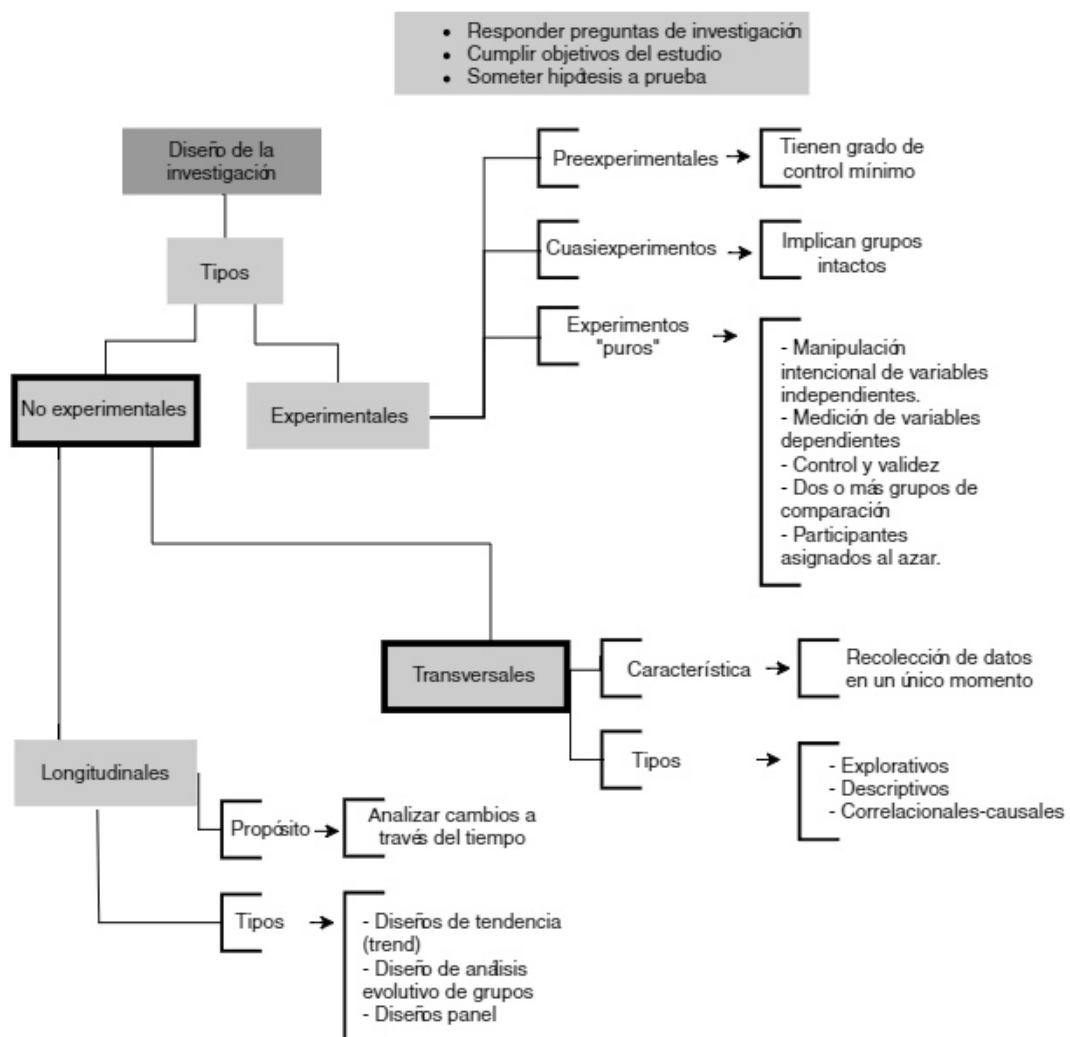 • Responder preguntas de investigación
• Cumplir objetivos del estudio
• Someter hipótesis a prueba
Diseño de la
investigación
Tipos
No experimentales
Experimentales
Preexperimentales
Tienen grado de
control mínimo
Cuasiexperimentos
Implican grupos
intactos
Experimentos
"puros"
- Manipulación
intencional de variables
independientes.
- Medición de variables
dependientes
- Control y validez
- Dos o más grupos de
comparación
- Participantes
asignados al azar.
Transversales
Característica
Recolección de datos
en un único momento
Tipos
- Explorativos
- Descriptivos
- Correlacionales-causales
Longitudinales
Propósito
Analizar cambios a
través del tiempo
Tipos
- Diseños de tendencia
(trend)
- Diseño de análisis
evolutivo de grupos
- Diseños panel